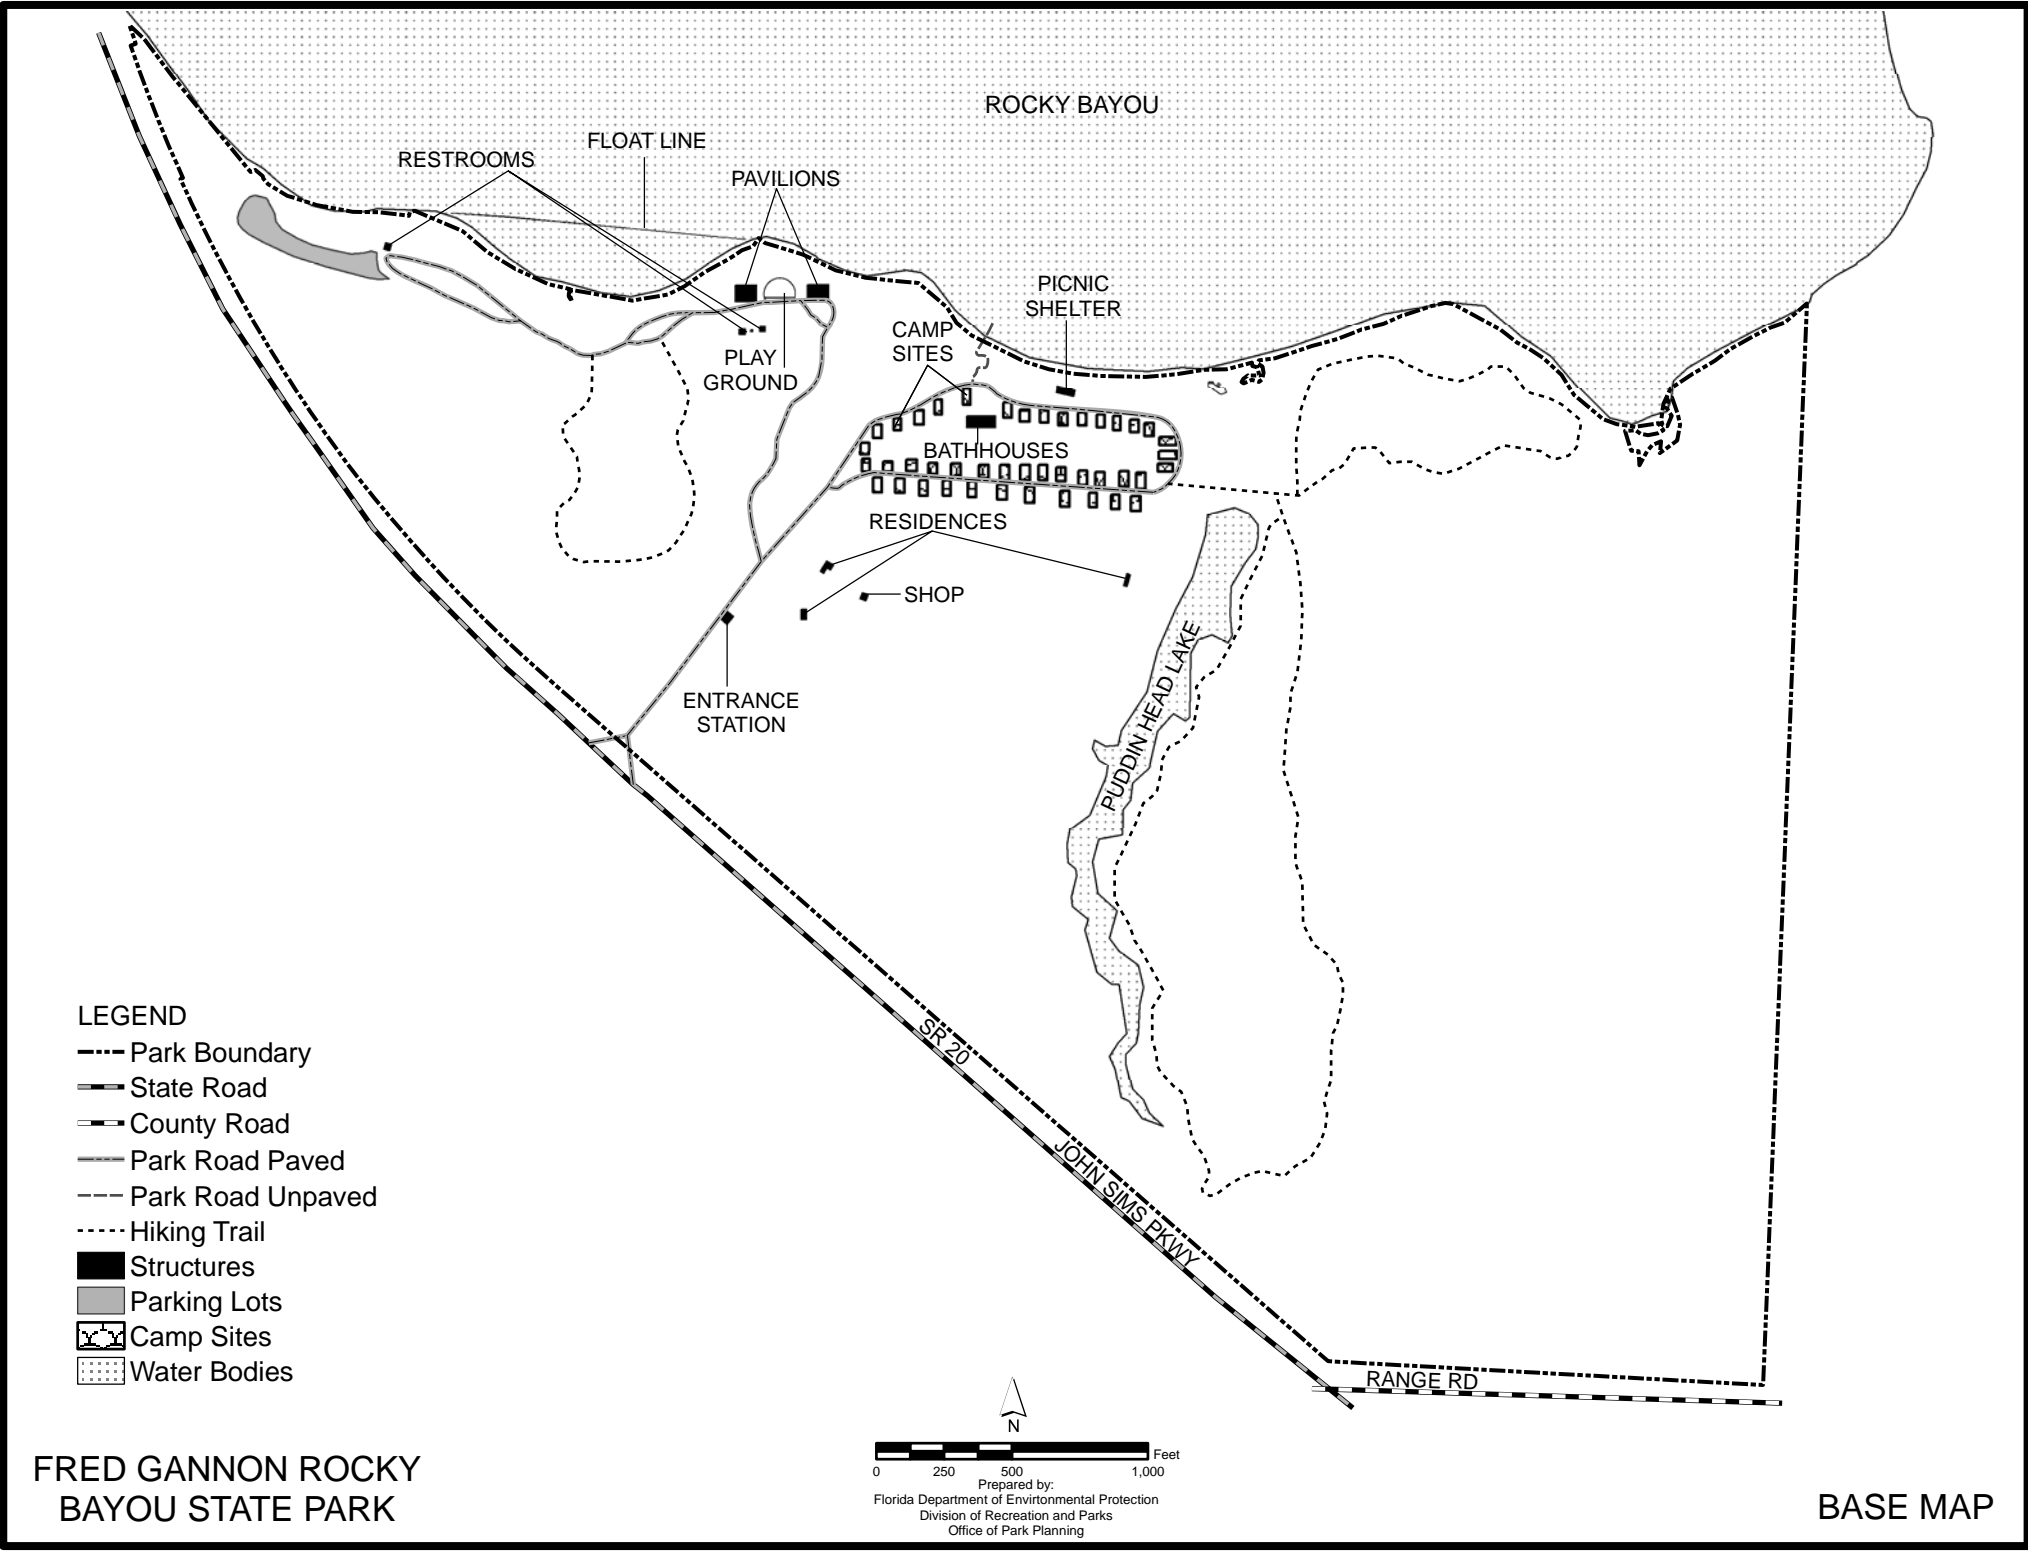 ROCKY BAYOU
FLOAT LINE
RESTROOMS
PAVILIONS
PICNIC
SHELTER
CAMP
SITES
PLAY
GROUND
BATHHOUSES
RESIDENCES
SHOP
ENTRANCE
STATION
PUDDIN HEAD LAKE
SR 20
JOHN SIMS PKWY
RANGE RD
LEGEND
Park Boundary
State Road
County Road
Park Road Paved
Park Road Unpaved
Hiking Trail
Structures
Parking Lots
Camp Sites
Water Bodies
N
Feet
0 250 500 1,000
Prepared by:
Florida Department of Envirtonmental Protection
Division of Recreation and Parks
Office of Park Planning
FRED GANNON ROCKY
BAYOU STATE PARK
BASE MAP